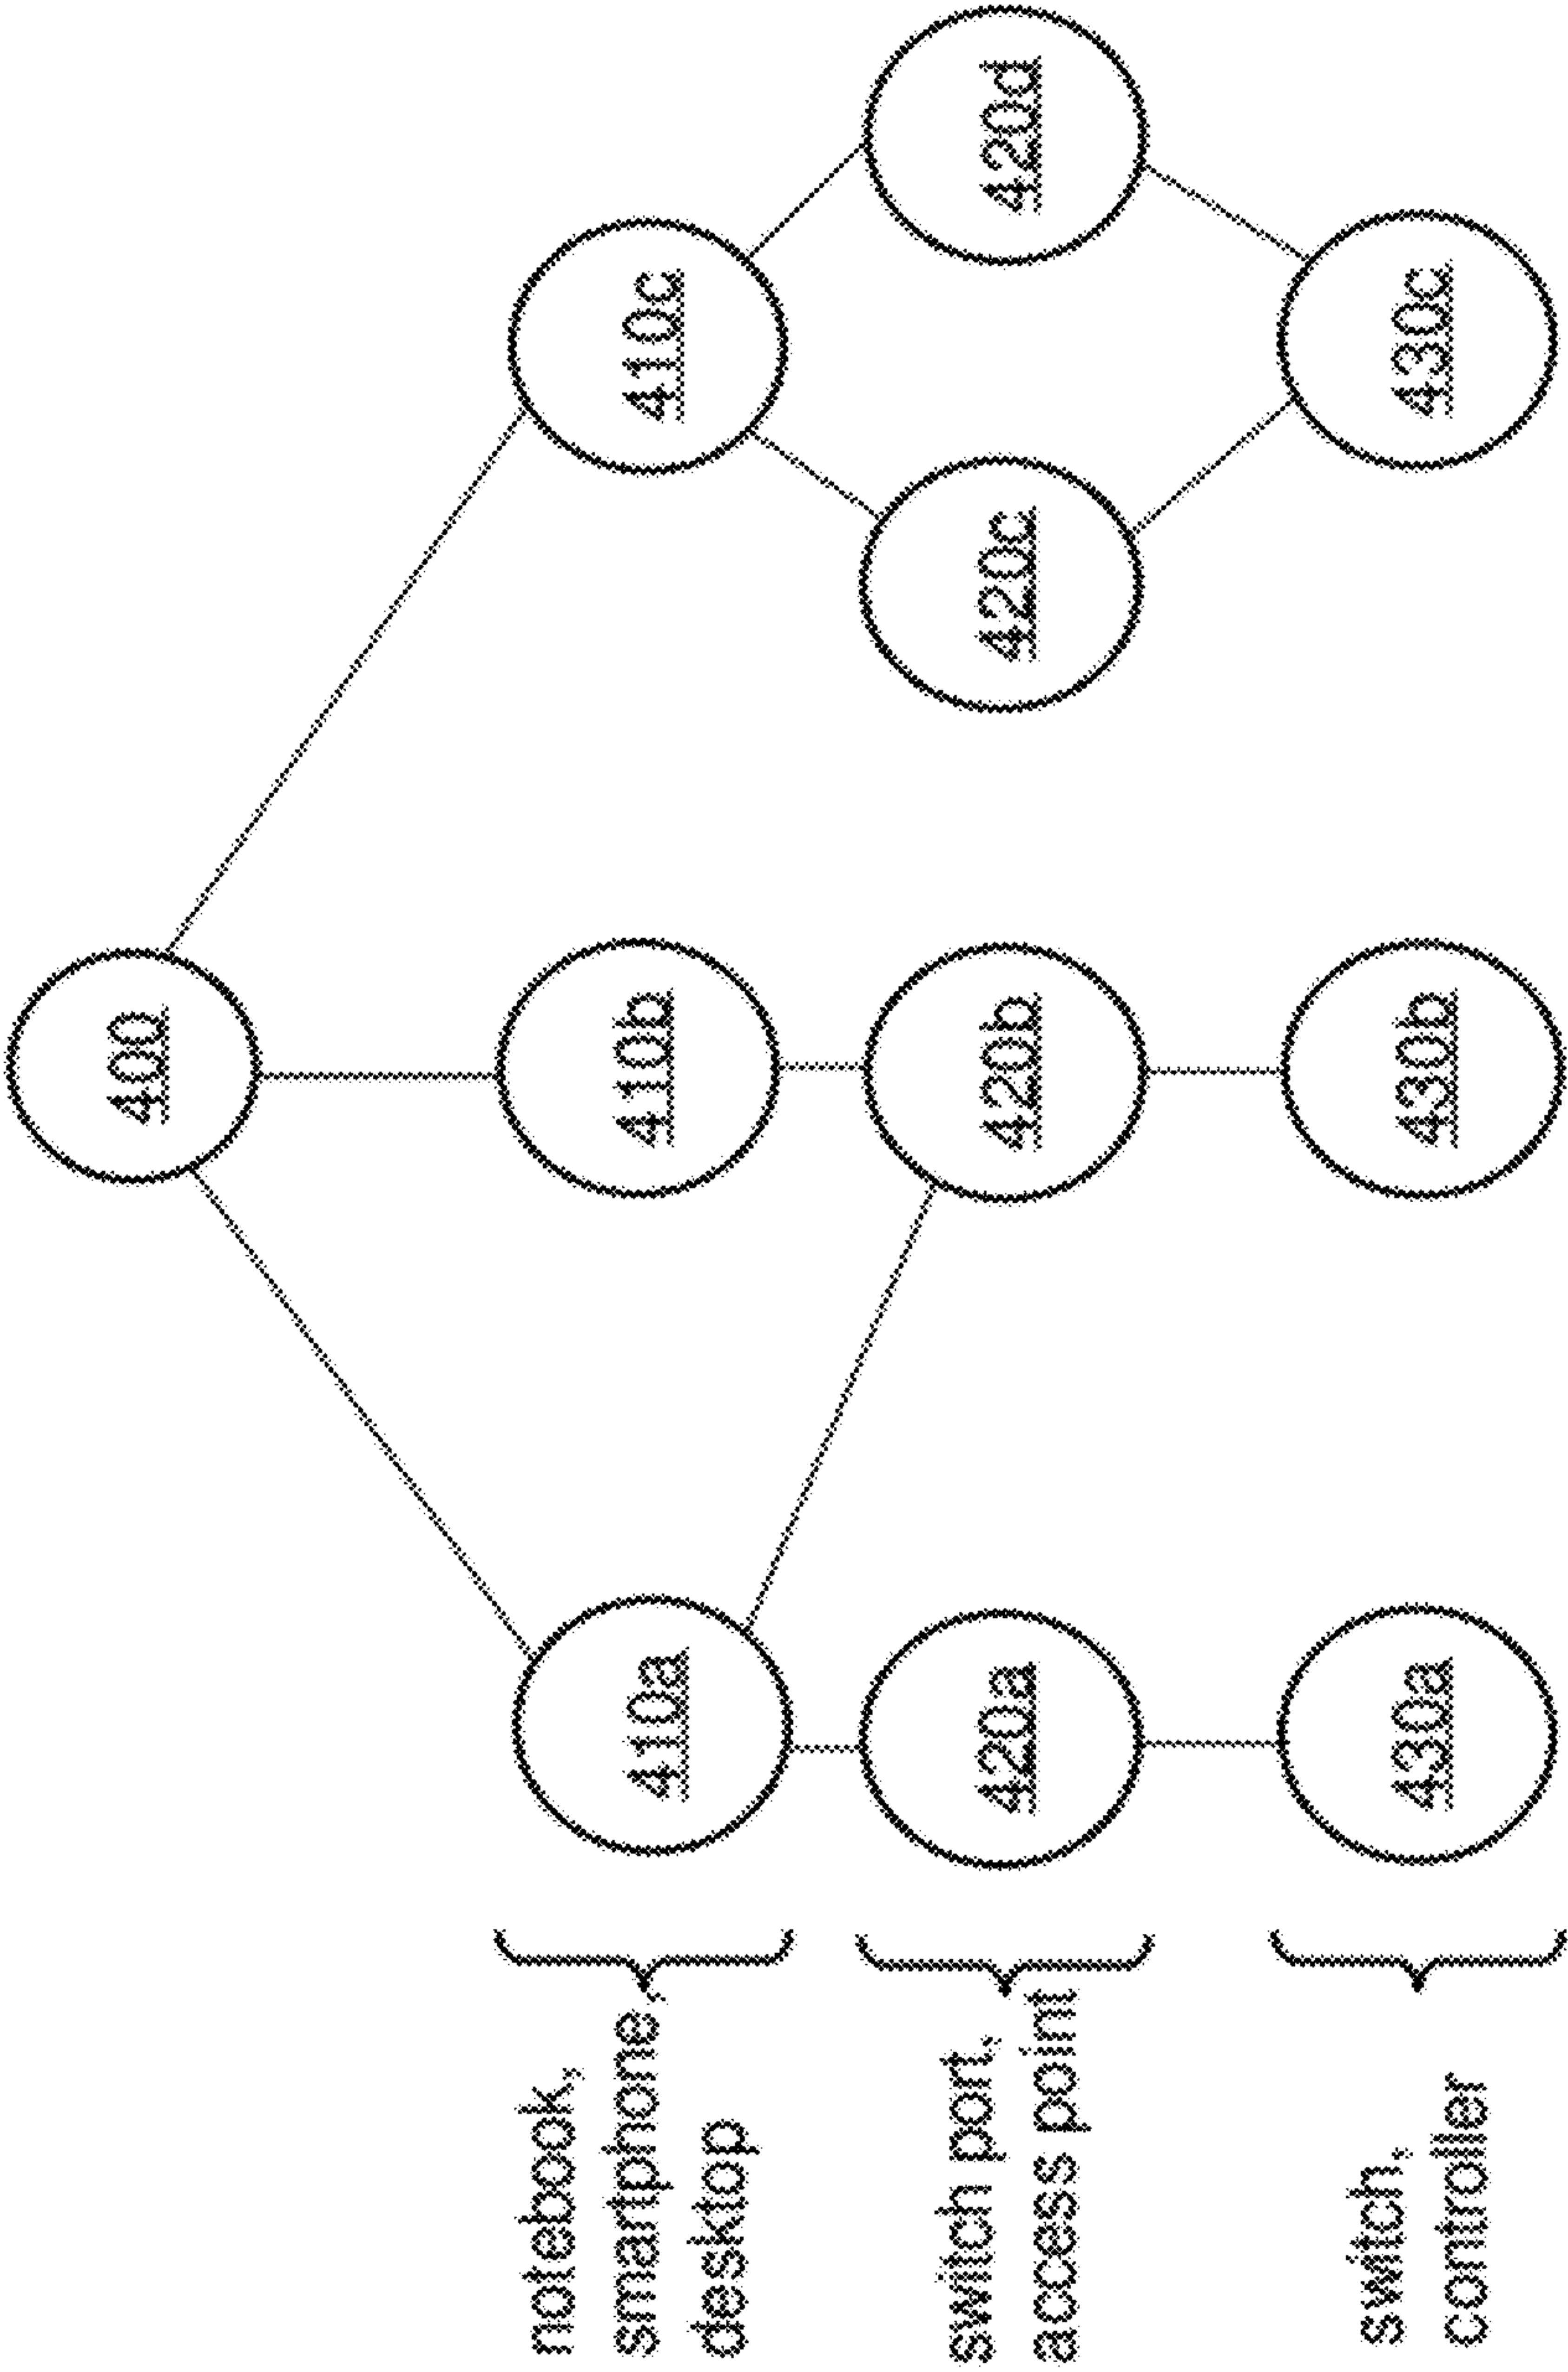 400
410a
410b
410c
420a
420b
420c
420d
430a
430b
430c
notebook,
smartphone,
desktop
switch port,
access point
switch,
controller